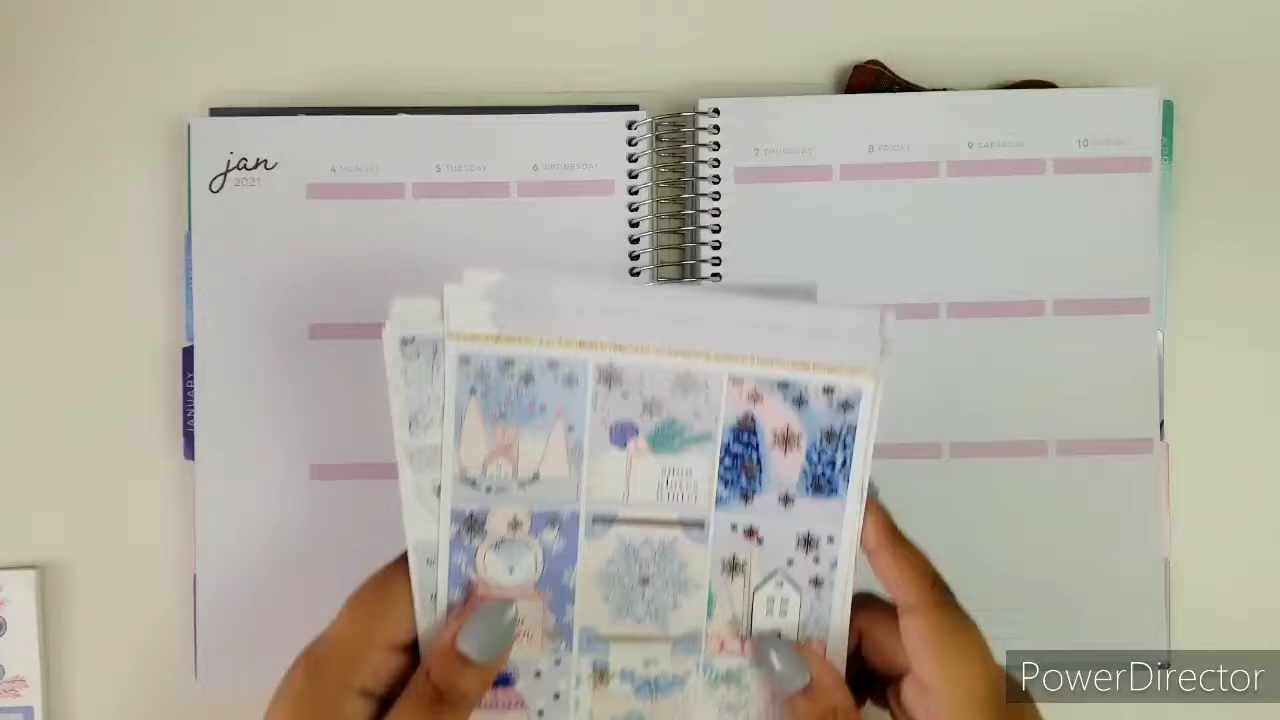 jan
2021
4 MONDAY
5 TUESDAY
6 WEDNESDAY
7 THURSDAY
8 FRIDAY
9 SATURDAY
10
JANUARY
PowerDirector